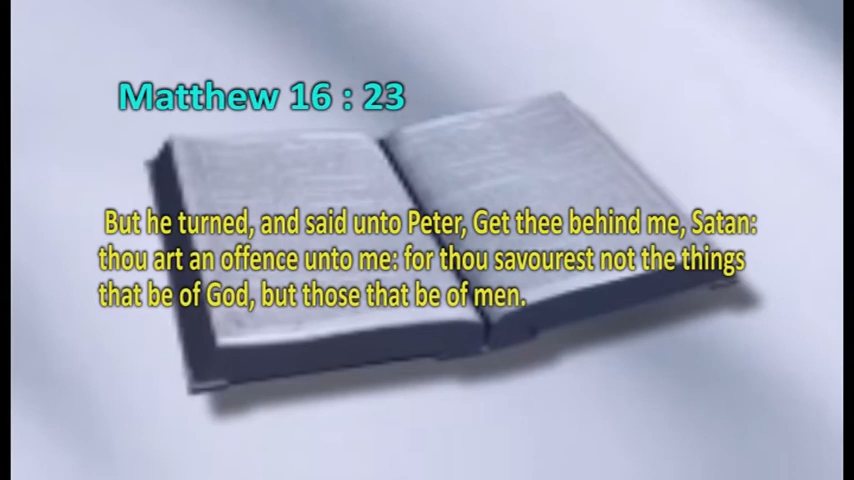 Matthew 16 : 23
But he turned, and said unto Peter, Get thee behind me, Satan:
thou art an offence unto me: for thou savourest not the things
that be of God, but those that be of men.